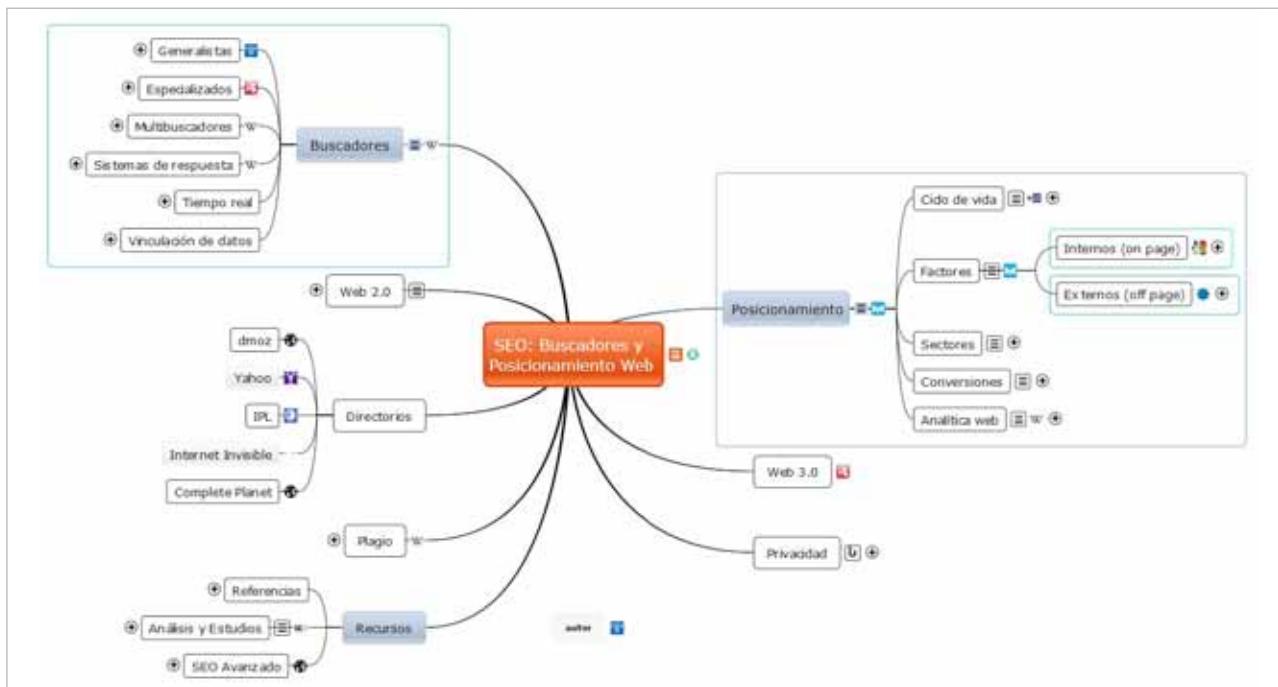 Generalistas
Especializados
Multibuscadores
Sistemas de respuesta
Tiempo real
Vinculación de datos
Buscadores
Web 2.0
dmoz
Yahoo
IPL
Internet Invisible
Complete Planet
Directorios
Plagio
Referencias
Análisis y Estudios
SEO Avanzado
Recursos
SEO: Buscadores y
Posicionamiento Web
autor
Posicionamiento
Ciclo de vida
Factores
Internos (on page)
Externos (off page)
Sectores
Conversiones
Analítica web
Web 3.0
Privacidad